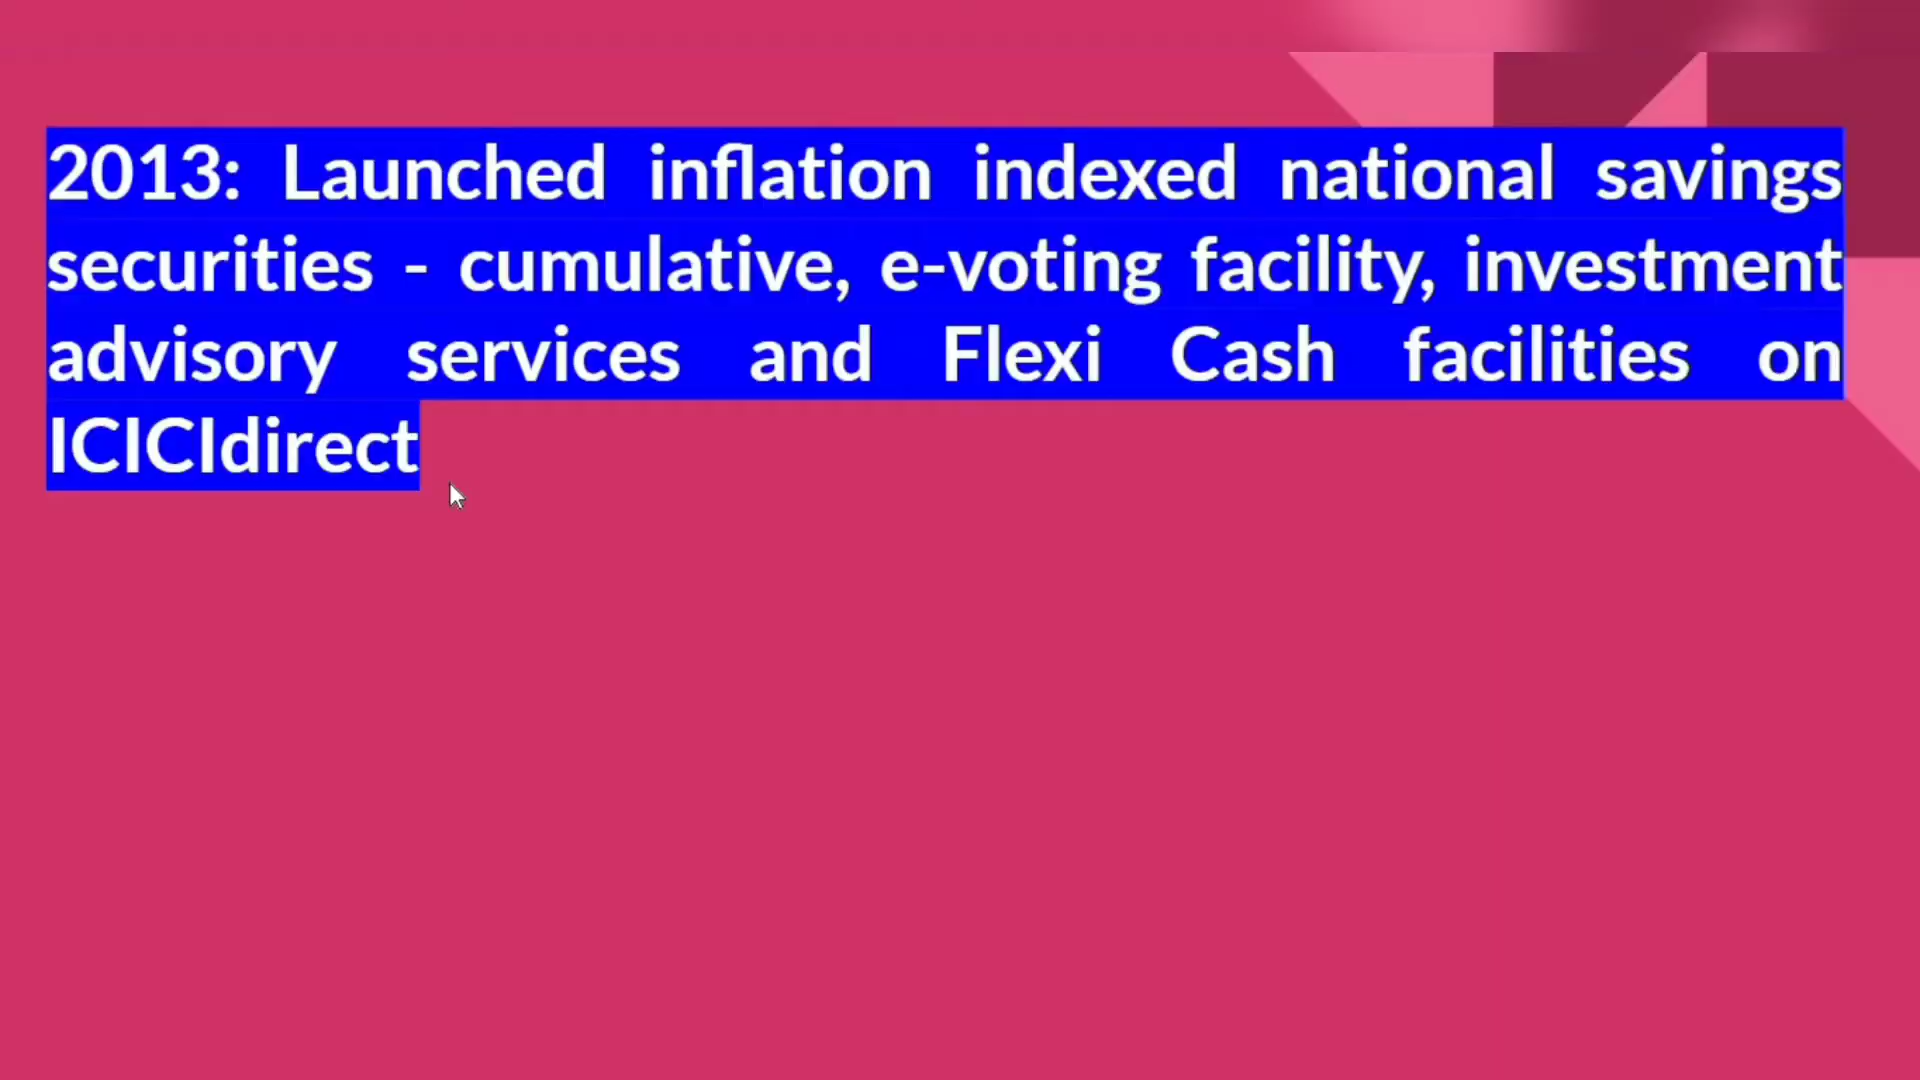 2013: Launched inflation indexed national savings
securities - cumulative, e-voting facility, investment
advisory services and Flexi Cash facilities on
ICICIdirect